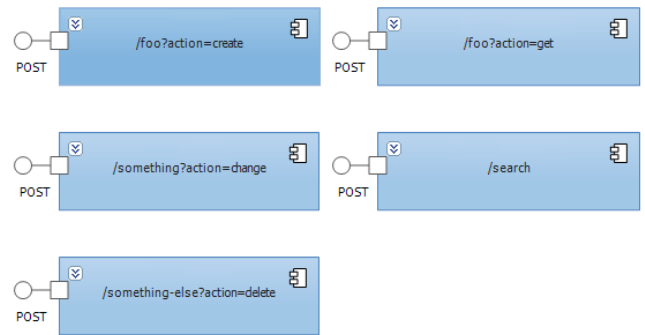 /foo?action=create
POST
/foo?action=get
POST
/something?action=change
POST
/search
POST
/something-else?action=delete
POST